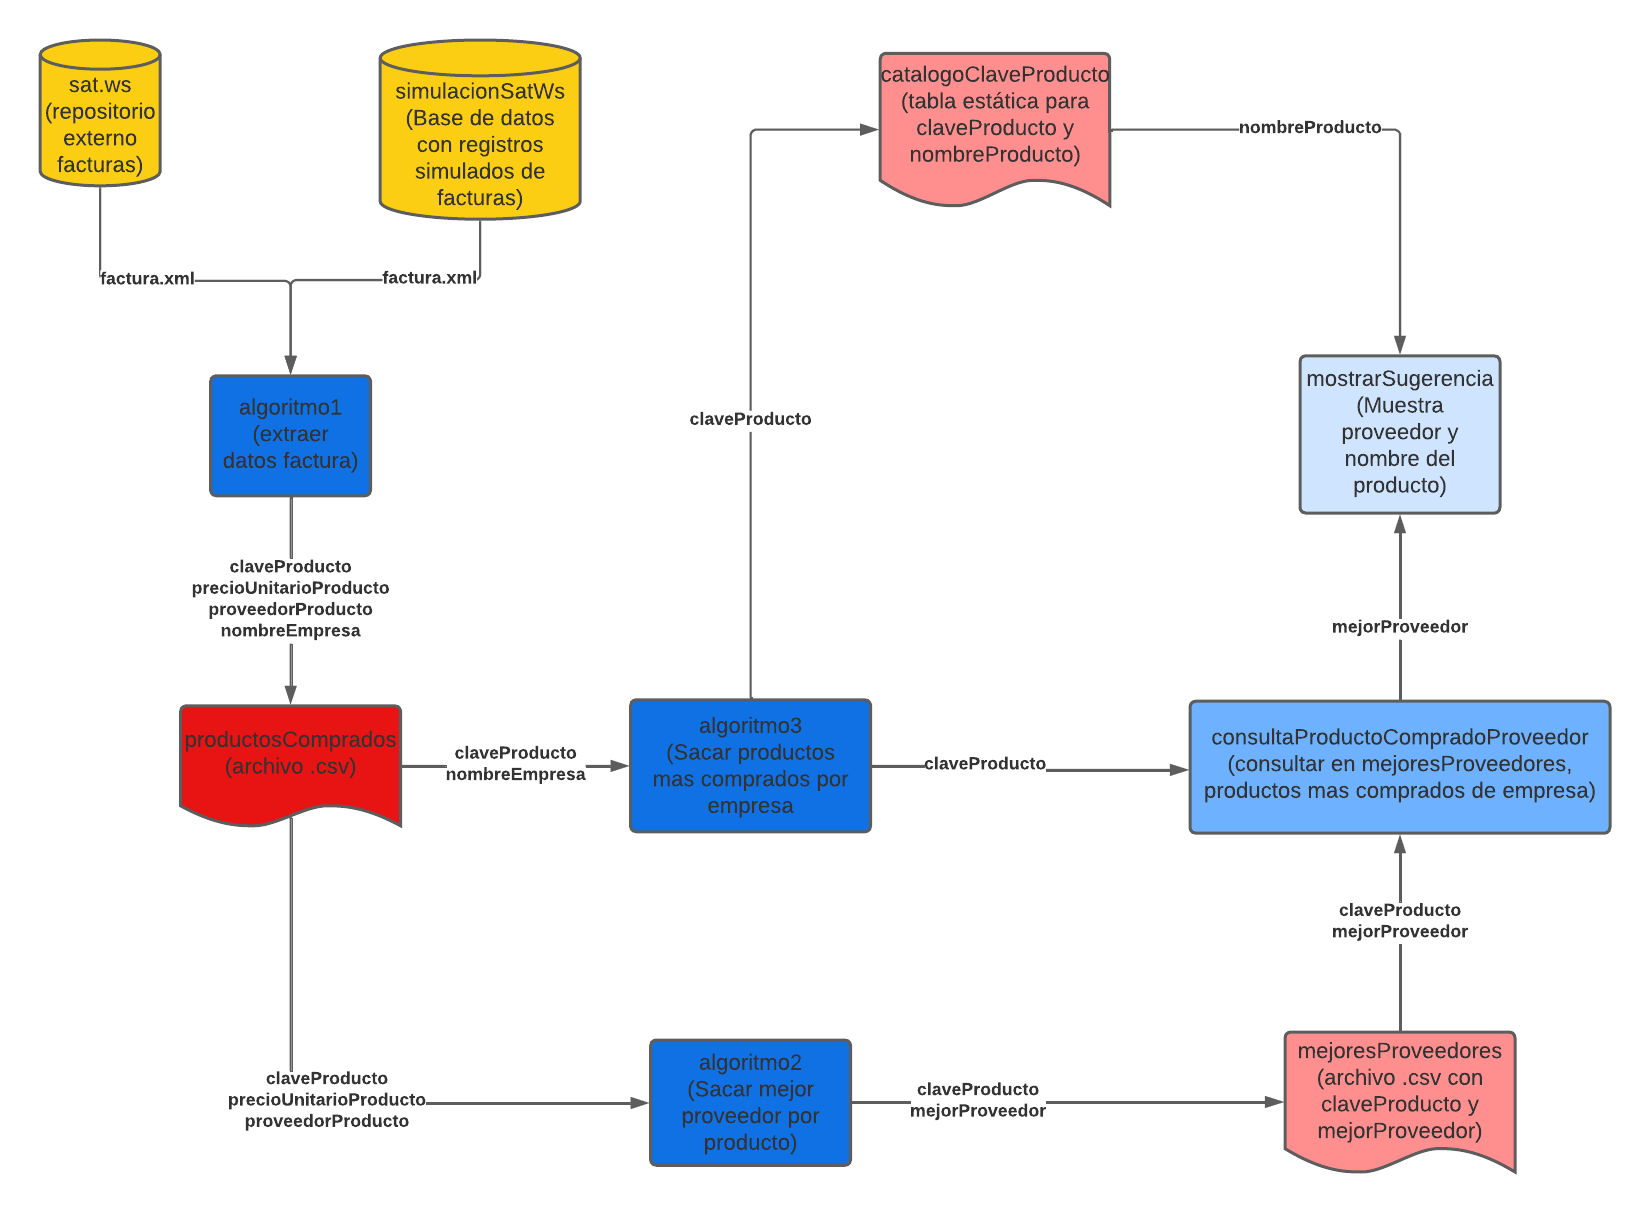 sat.ws
(repositorio
externo
facturas)
simulacionSatWs
(Base de datos
con registros
simulados de
facturas)
catalogoClaveProducto
(tabla estática para
claveProducto y
nombreProducto)
nombreProducto
factura.xml
factura.xml
algoritmo1
(extraer
datos factura)
mostrarSugerencia
(Muestra
proveedor y
nombre del
producto)
claveProducto
claveProducto
precioUnitarioProducto
proveedorProducto
nombreEmpresa
mejorProveedor
productosComprados
(archivo .csv)
claveProducto
nombreEmpresa
algoritmo3
(Sacar productos
mas comprados por
empresa
claveProducto
consultaProductoCompradoProveedor
(consultar en mejoresProveedores,
productos mas comprados de empresa)
claveProducto
mejorProveedor
claveProducto
precioUnitarioProducto
proveedorProducto
algoritmo2
(Sacar mejor
proveedor por
producto)
claveProducto
mejorProveedor
mejoresProveedores
(archivo .csv con
claveProducto y
mejorProveedor)